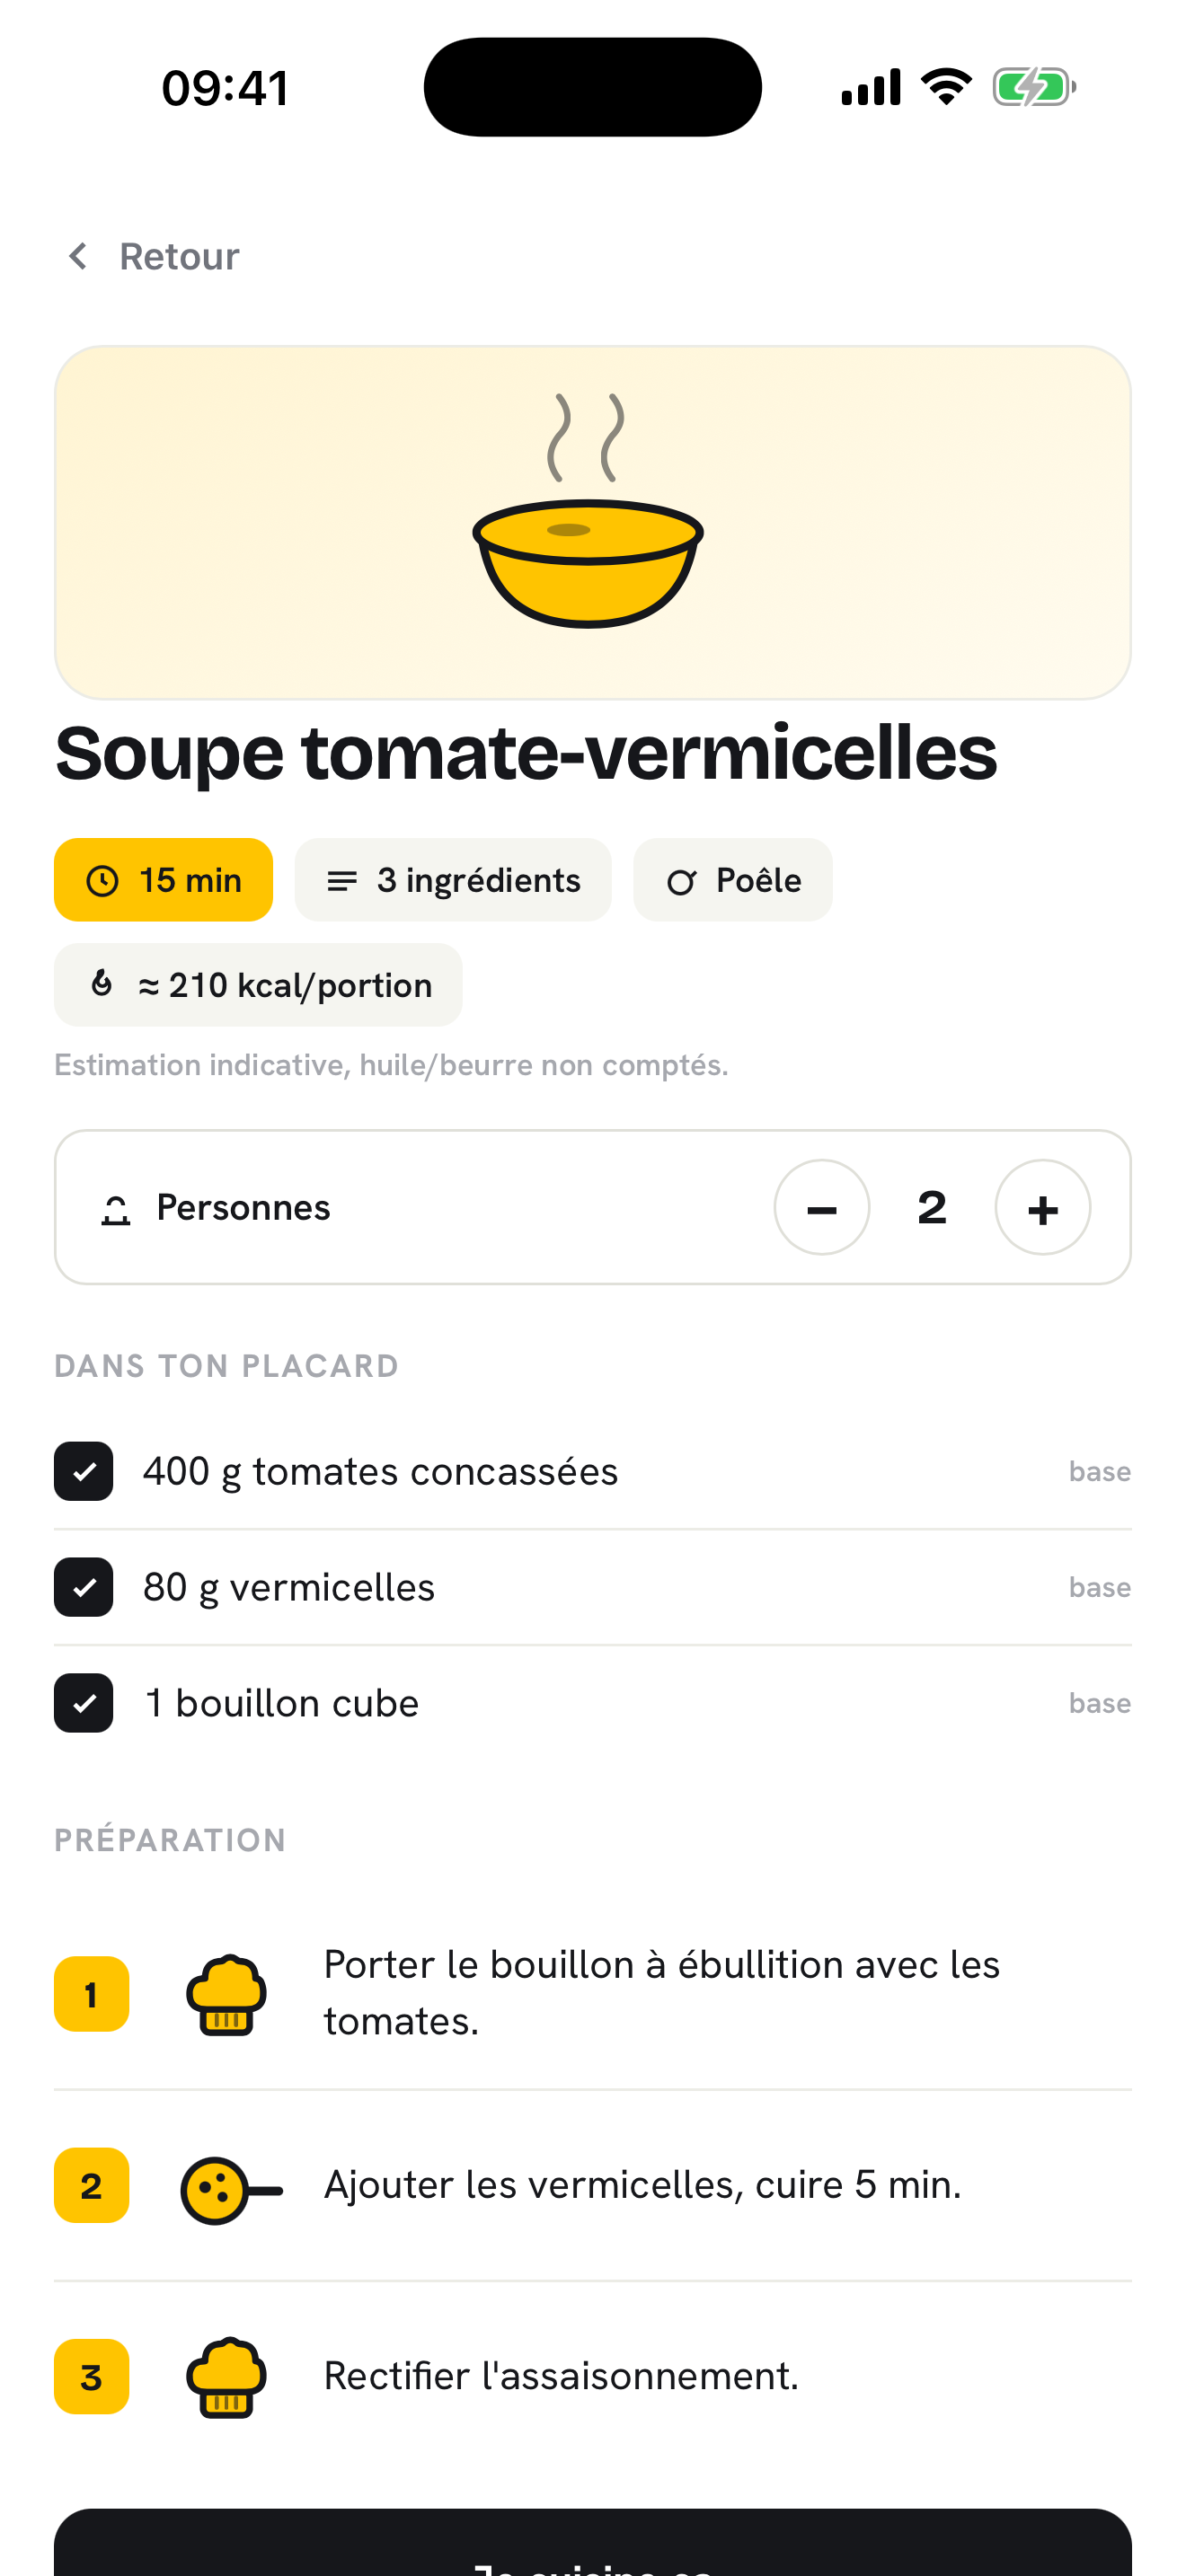 09:41
Retour
Soupe tomate-vermicelles
15 min
3 ingrédients
Poêle
≈ 210 kcal/portion
Estimation indicative, huile/beurre non comptés.
Personnes
− 2 +
DANS TON PLACARD
400 g tomates concassées base
80 g vermicelles base
1 bouillon cube base
PRÉPARATION
1 Porter le bouillon à ébullition avec les
tomates.
2 Ajouter les vermicelles, cuire 5 min.
3 Rectifier l'assaisonnement.